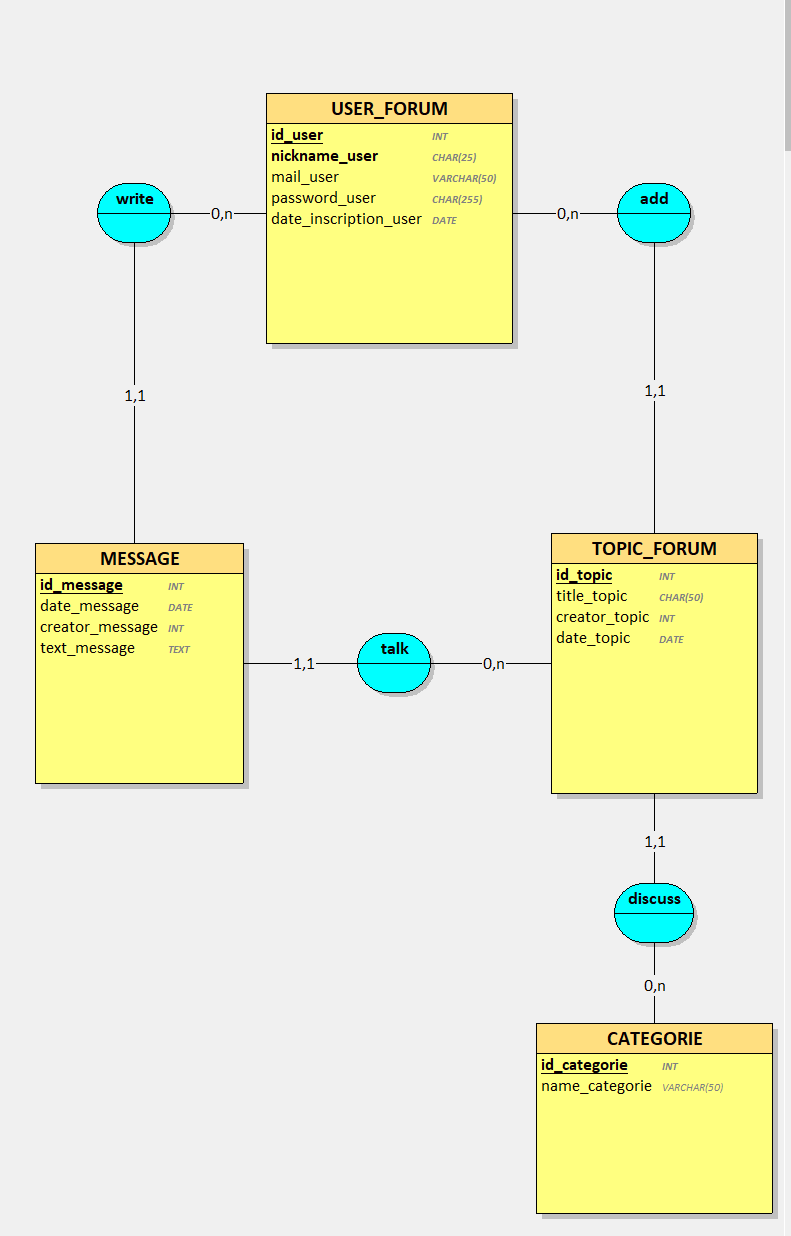 USER_FORUM
id_user INT
nickname_user CHAR(25)
mail_user VARCHAR(50)
password_user CHAR(255)
date_inscription_user DATE
write
0,n
0,n
add
1,1
1,1
MESSAGE
id_message INT
date_message DATE
creator_message INT
text_message TEXT
TOPIC_FORUM
id_topic INT
title_topic CHAR(50)
creator_topic INT
date_topic DATE
1,1
talk
0,n
1,1
discuss
0,n
CATEGORIE
id_categorie INT
name_categorie VARCHAR(50)